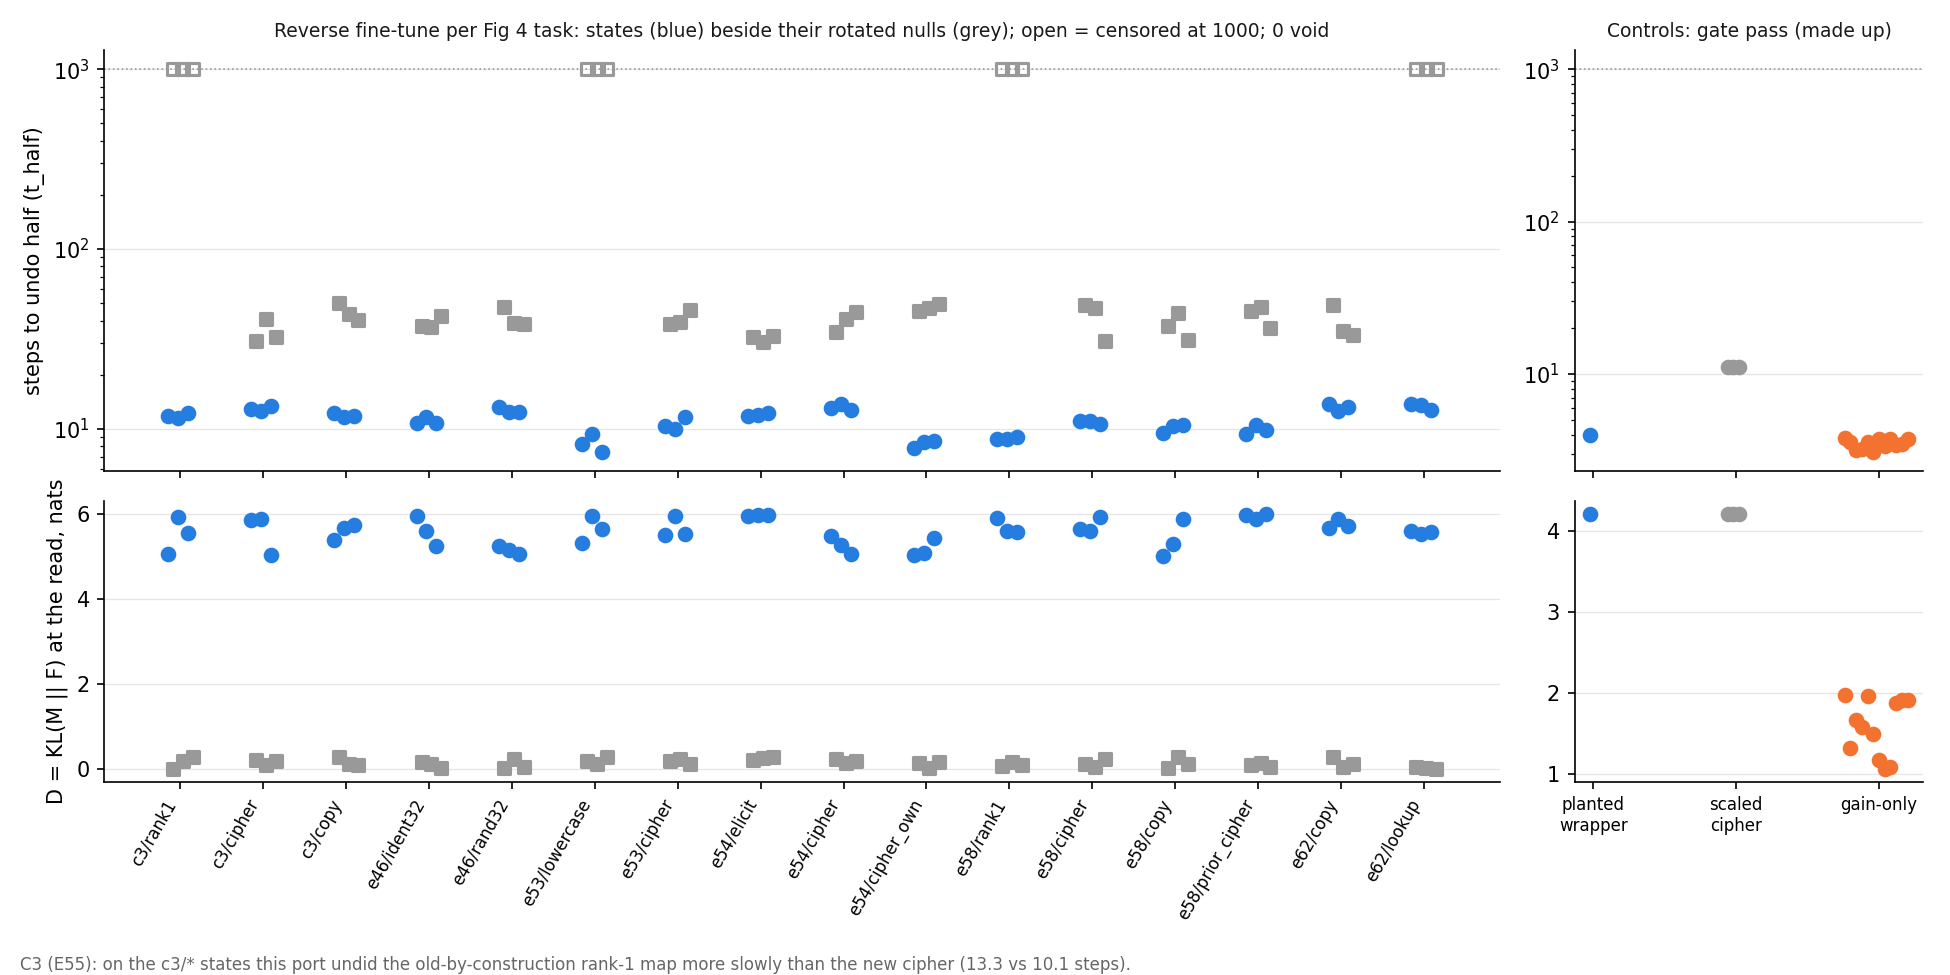 Reverse fine-tune per Fig 4 task: states (blue) beside their rotated nulls (grey); open = censored at 1000; 0 void
Controls: gate pass (made up)
steps to undo half (t_half)
10³
10²
10¹
10³
10²
10¹
D = KL(M || F) at the read, nats
6
4
2
0
4
3
2
1
c3/rank1
c3/cipher
c3/copy
e46/ident32
e46/rand32
e53/lowercase
e53/cipher
e54/elicit
e54/cipher
e54/cipher_own
e58/rank1
e58/cipher
e58/copy
e58/prior_cipher
e62/copy
e62/lookup
planted
wrapper
scaled
cipher
gain-only
C3 (E55): on the c3/* states this port undid the old-by-construction rank-1 map more slowly than the new cipher (13.3 vs 10.1 steps).